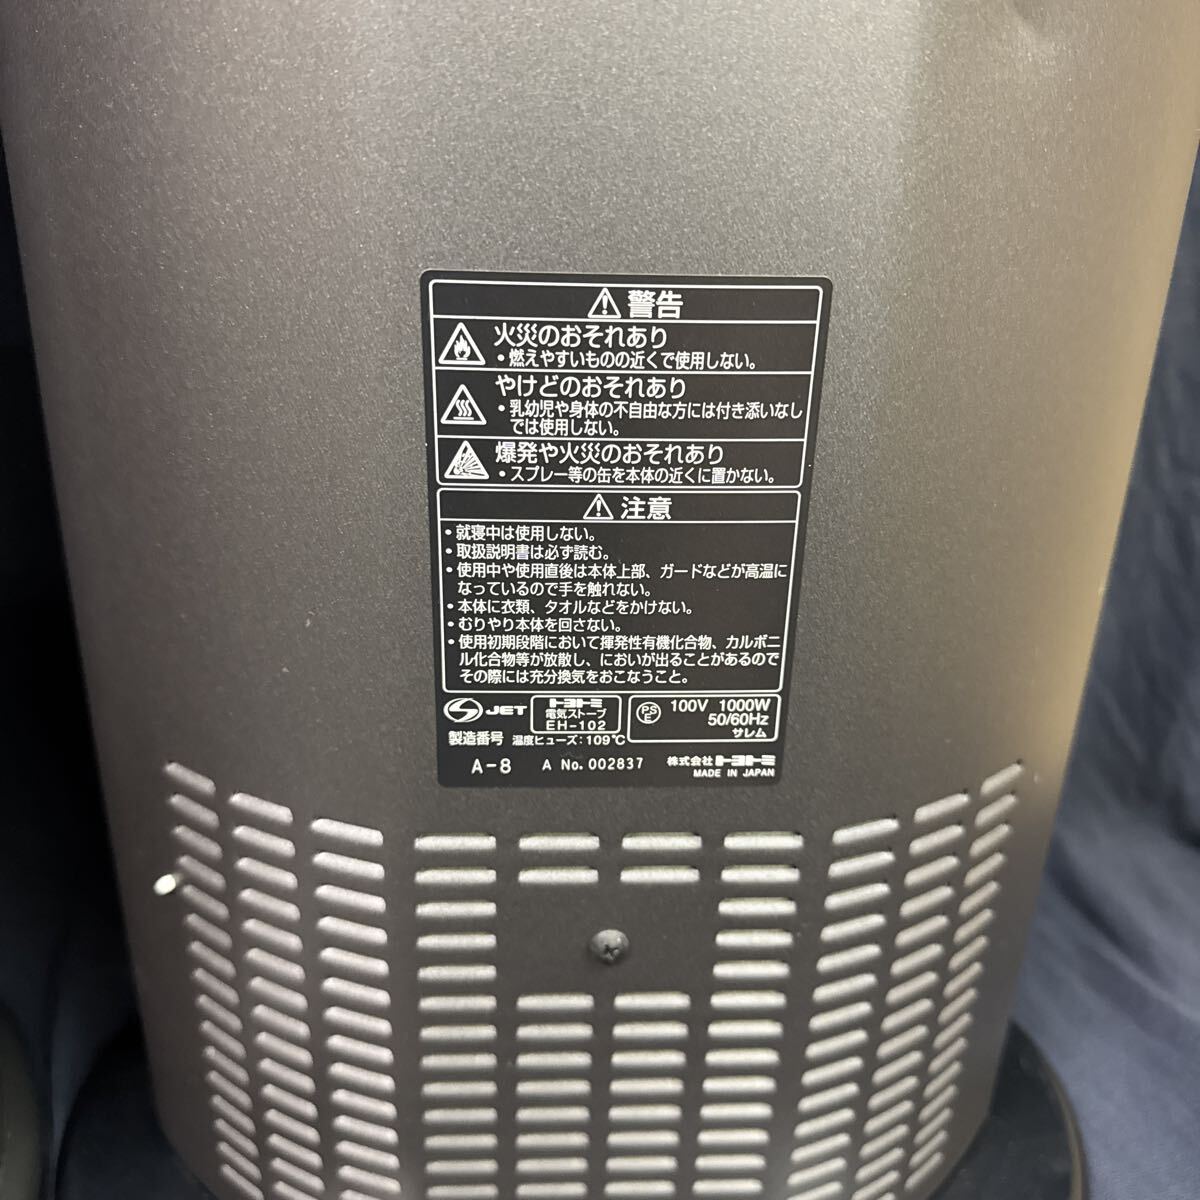 警告
火災のおそれあり
・燃えやすいものの近くで使用しない。
やけどのおそれあり
・乳幼児や身体の不自由な方には付き添いなし
では使用しない。
爆発や火災のおそれあり
・スプレー等の缶を本体の近くに置かない。
注意
・就寝中は使用しない。
・取扱説明書は必ず読む。
・使用中や使用直後は本体上部、ガードなどが高温に
なっているので手を触れない。
・本体に衣類、タオルなどをかけない。
・むりやり本体を回さない。
・使用初期段階において揮発性有機化合物、カルボニ
ル化合物等が放散し、においが出ることがあるので
その際には充分換気をおこなうこと。
JET
トヨトミ
電気ストーブ
EH-102
PS
E
100V 1000W
50/60Hz
サレム
製造番号 温度ヒューズ:109℃
A-8 A No.002837
株式会社トヨトミ
MADE IN JAPAN